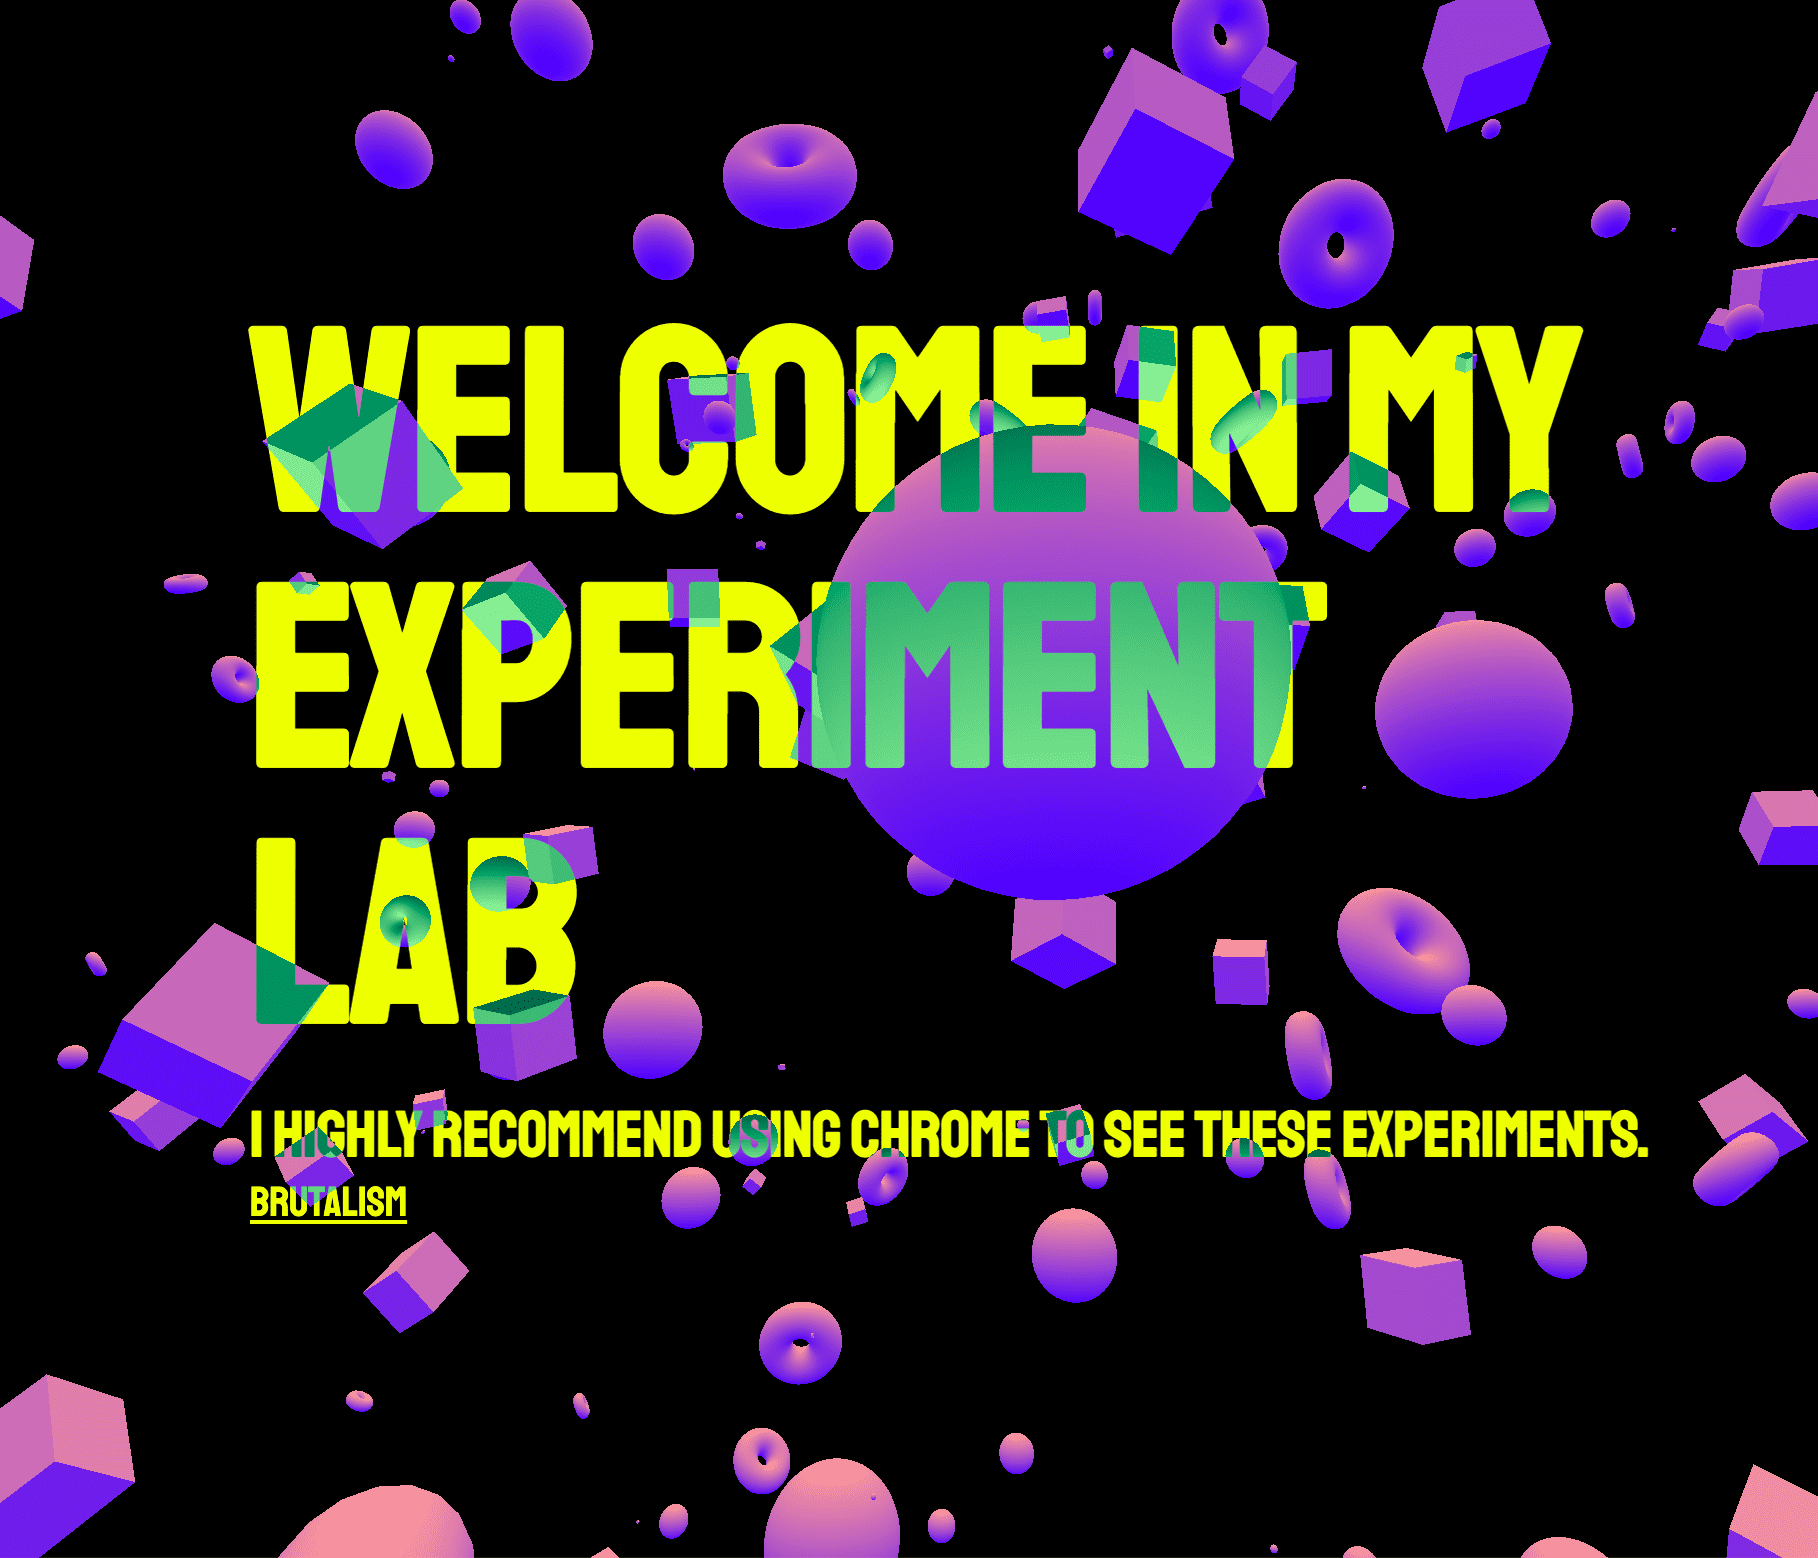 WELCOME IN MY
EXPERIMENT
LAB
I HIGHLY RECOMMEND USING CHROME TO SEE THESE EXPERIMENTS.
BRUTALISM